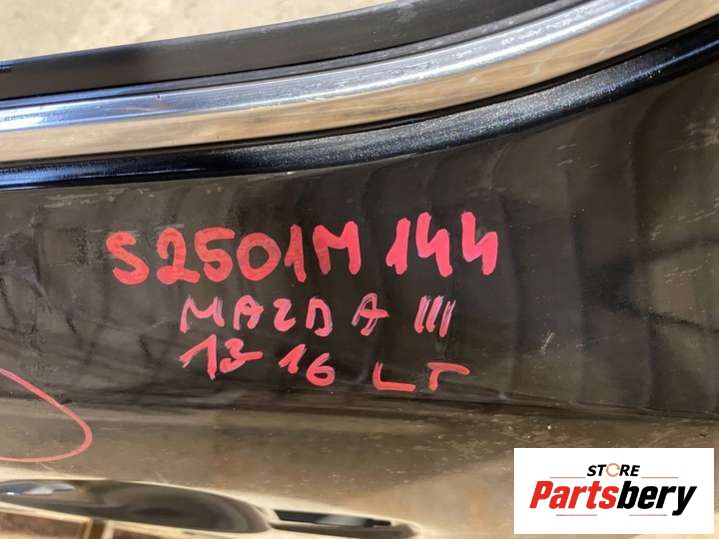 S2501M 144
MAZDA III
13-16 LT
STORE
Partsbery